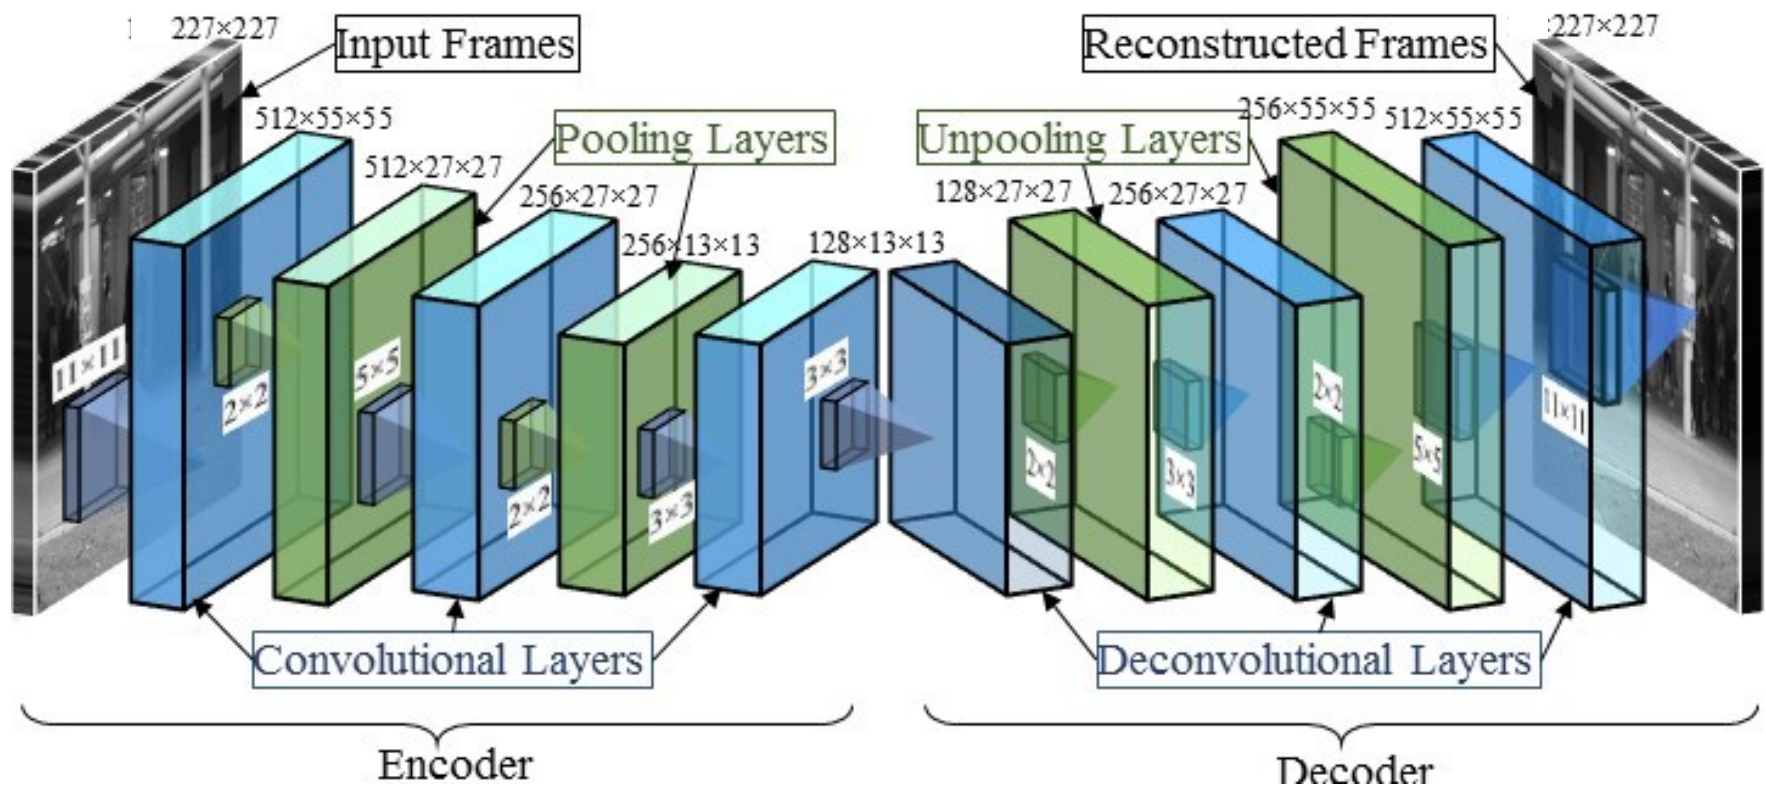 227×227
Input Frames
Reconstructed Frames
227×227
512×55×55
Pooling Layers
Unpooling Layers
256×55×55
512×55×55
512×27×27
256×27×27
128×27×27
256×27×27
256×13×13
128×13×13
11×11
2×2
5×5
2×2
3×3
3×3
2×2
3×3
2×2
5×5
11×11
Convolutional Layers
Deconvolutional Layers
Encoder
Decoder